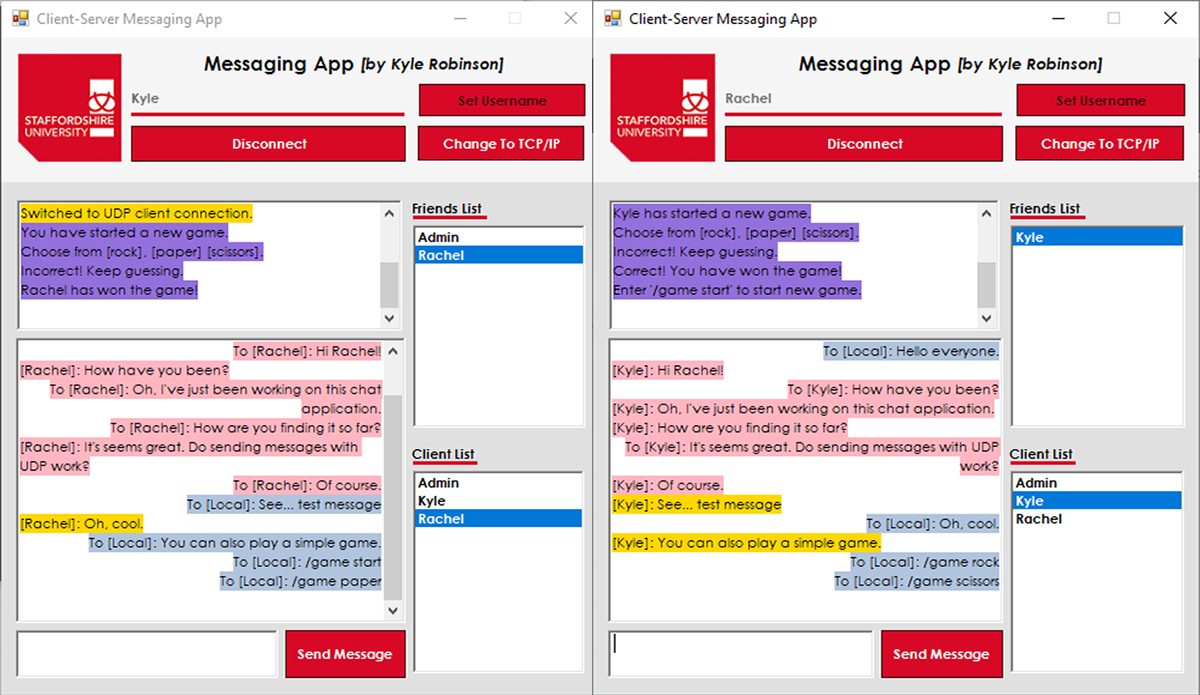 Client-Server Messaging App
Messaging App [by Kyle Robinson]
STAFFORDSHIRE
UNIVERSITY
Kyle
Set Username
Disconnect
Change To TCP/IP
Switched to UDP client connection.
You have started a new game.
Choose from [rock], [paper] [scissors].
Incorrect! Keep guessing.
Rachel has won the game!
Friends List
Admin
Rachel
To [Rachel]: Hi Rachel!
[Rachel]: How have you been?
To [Rachel]: Oh, I've just been working on this chat
application.
To [Rachel]: How are you finding it so far?
[Rachel]: It's seems great. Do sending messages with
UDP work?
To [Rachel]: Of course.
To [Local]: See... test message
[Rachel]: Oh, cool.
To [Local]: You can also play a simple game.
To [Local]: /game start
To [Local]: /game paper
Client List
Admin
Kyle
Rachel
Send Message
Client-Server Messaging App
Messaging App [by Kyle Robinson]
STAFFORDSHIRE
UNIVERSITY
Rachel
Set Username
Disconnect
Change To TCP/IP
Kyle has started a new game.
Choose from [rock], [paper] [scissors].
Incorrect! Keep guessing.
Correct! You have won the game!
Enter '/game start' to start new game.
Friends List
Kyle
To [Local]: Hello everyone.
[Kyle]: Hi Rachel!
To [Kyle]: How have you been?
[Kyle]: Oh, I've just been working on this chat application.
[Kyle]: How are you finding it so far?
To [Kyle]: It's seems great. Do sending messages with UDP
work?
[Kyle]: Of course.
[Kyle]: See... test message
To [Local]: Oh, cool.
[Kyle]: You can also play a simple game.
To [Local]: /game rock
To [Local]: /game scissors
Client List
Admin
Kyle
Rachel
Send Message